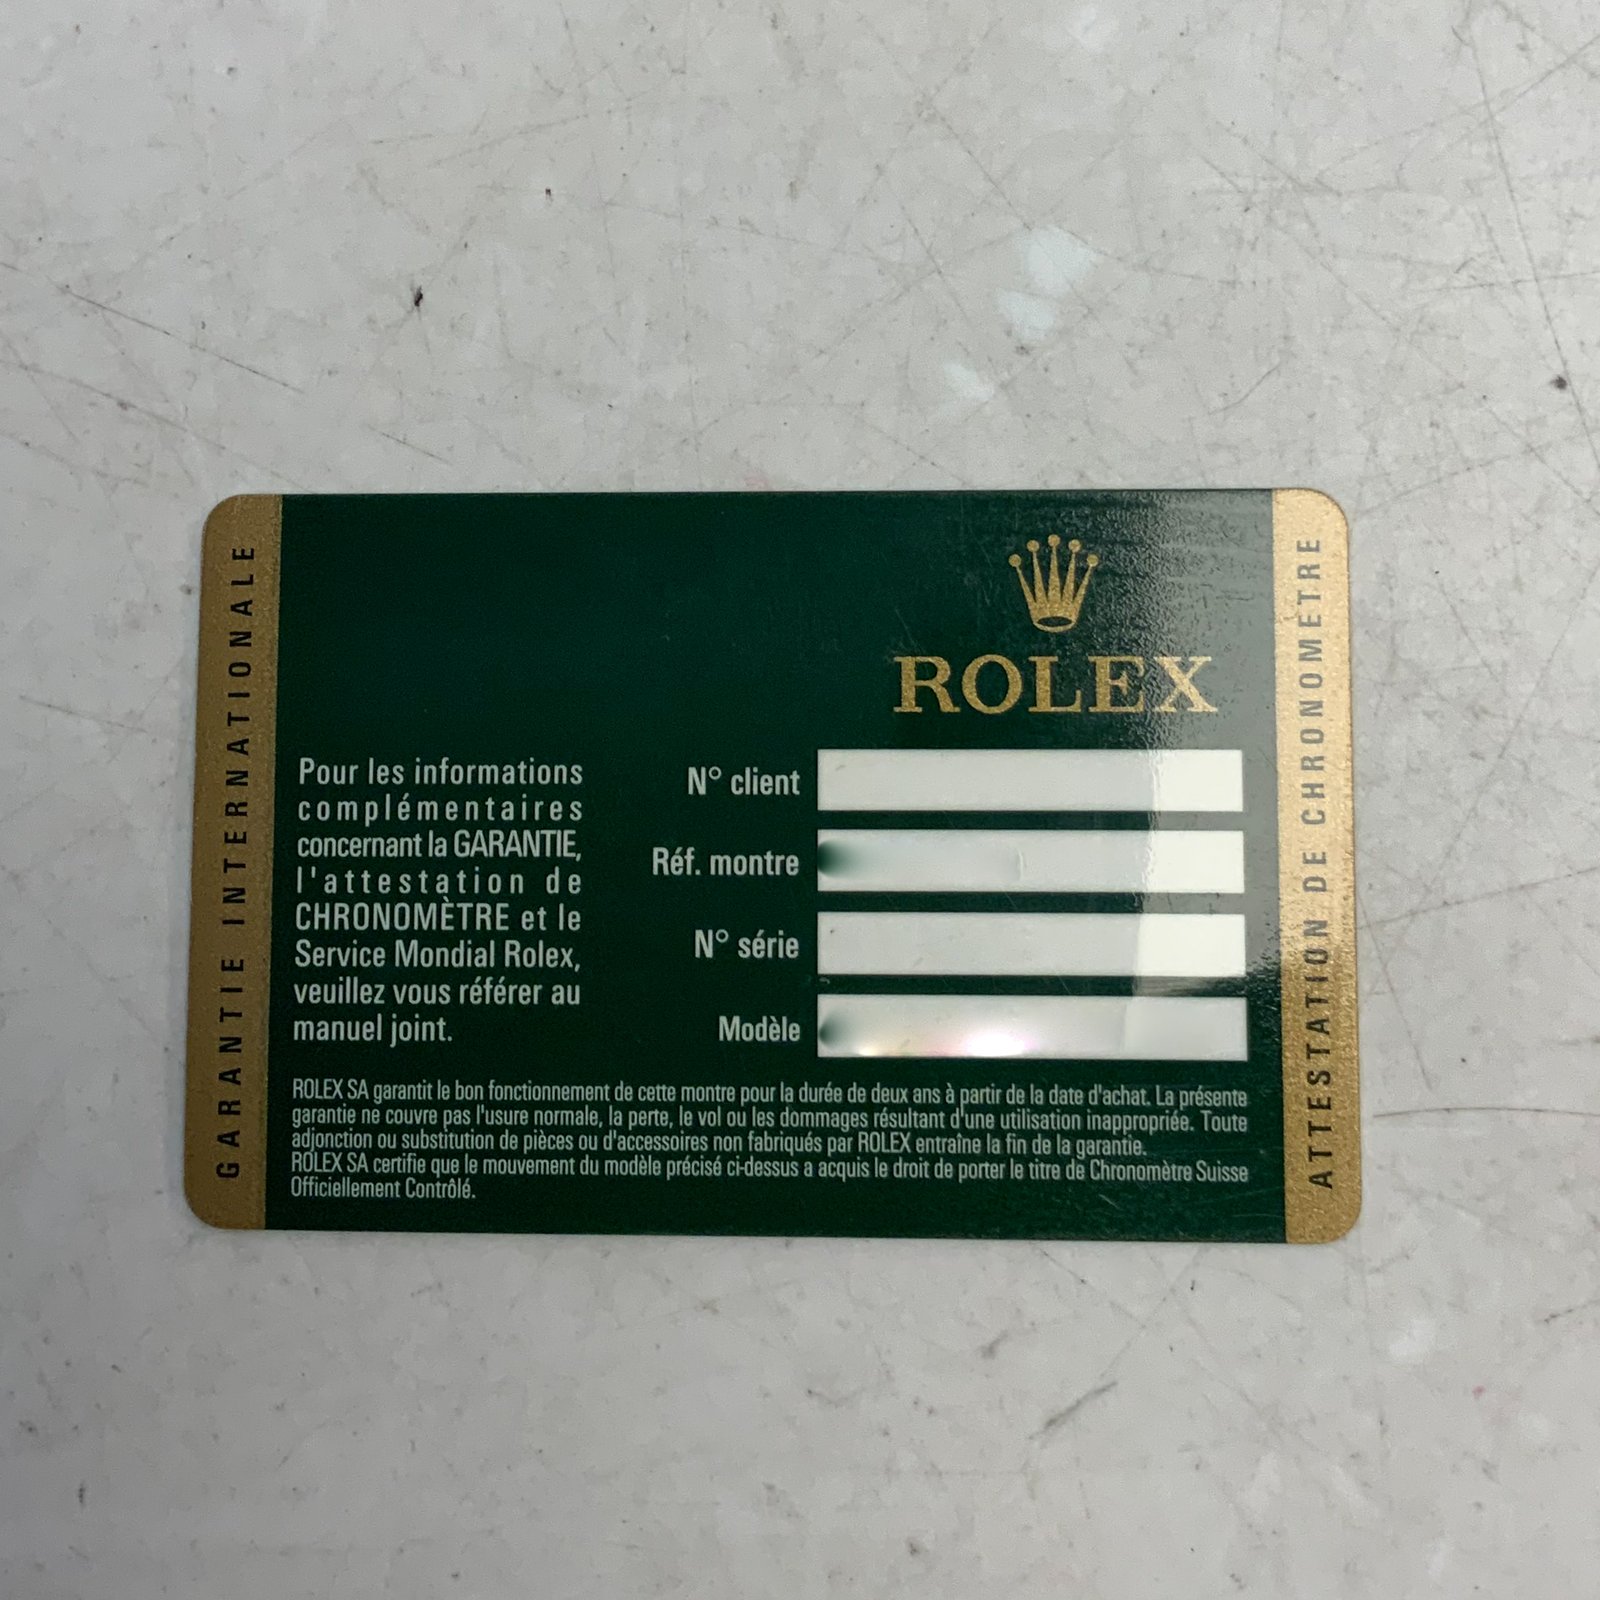 GARANTIE INTERNATIONALE
ROLEX
Pour les informations
complémentaires
concernant la GARANTIE,
l'attestation de
CHRONOMÈTRE et le
Service Mondial Rolex,
veuillez vous référer au
manuel joint.
N° client
Réf. montre
N° série
Modèle
ROLEX SA garantit le bon fonctionnement de cette montre pour la durée de deux ans à partir de la date d'achat. La présente
garantie ne couvre pas l'usure normale, la perte, le vol ou les dommages résultant d'une utilisation inappropriée. Toute
adjonction ou substitution de pièces ou d'accessoires non fabriqués par ROLEX entraîne la fin de la garantie.
ROLEX SA certifie que le mouvement du modèle précisé ci-dessus a acquis le droit de porter le titre de Chronomètre Suisse
Officiellement Contrôlé.
ATTESTATION DE CHRONOMETRE